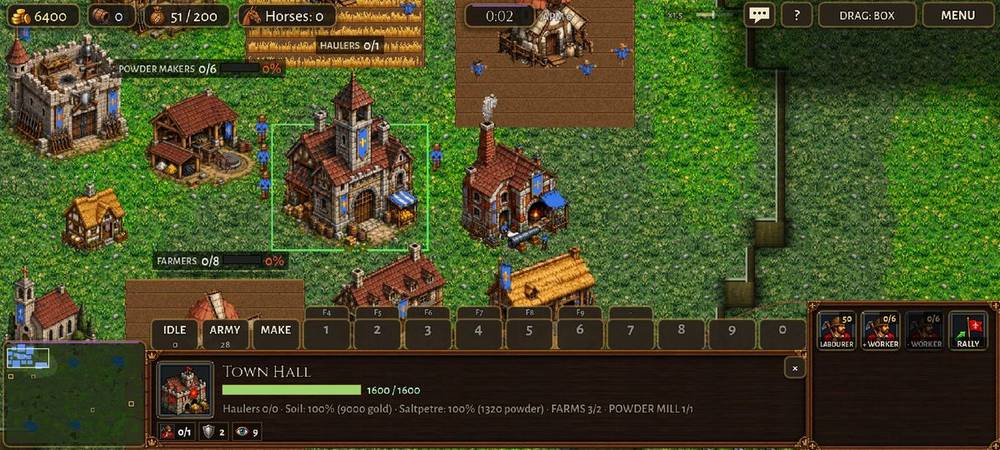 6400
0
51 / 200
Horses: 0
0:02
?
DRAG: BOX
MENU
HAULERS 0/1
POWDER MAKERS 0/6
0%
FARMERS 0/8
0%
F4
F5
F6
F7
F8
F9
IDLE
0
ARMY
28
MAKE
1
2
3
4
5
6
7
8
9
0
50
LABOURER
0/6
+ WORKER
0/6
- WORKER
RALLY
TOWN HALL
×
1600 / 1600
Haulers 0/0 · Soil: 100% (9000 gold) · Saltpetre: 100% (1320 powder) · FARMS 3/2 · POWDER MILL 1/1
0/1
2
9